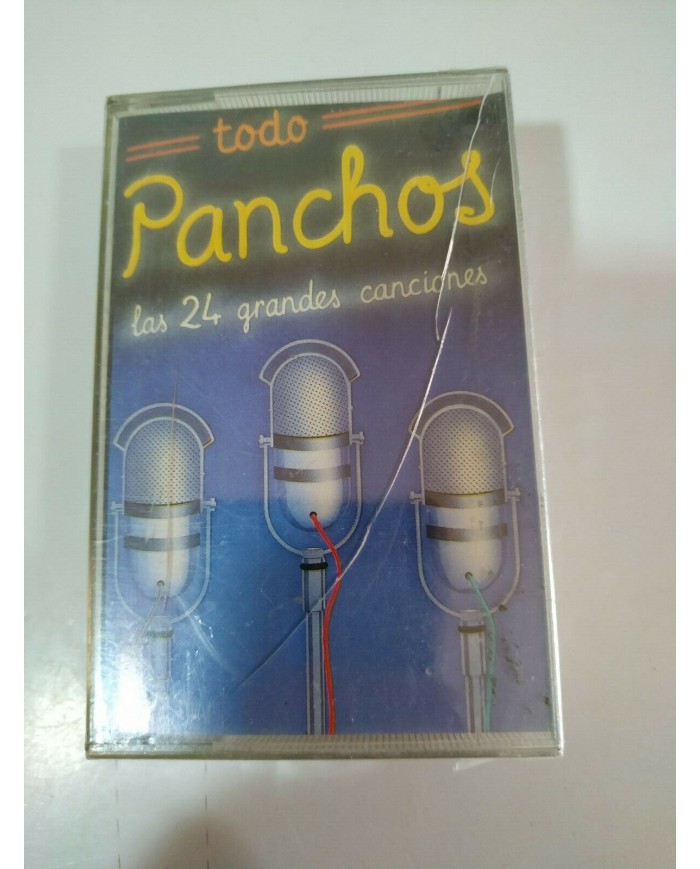 todo
Panchos
las 24 grandes canciones